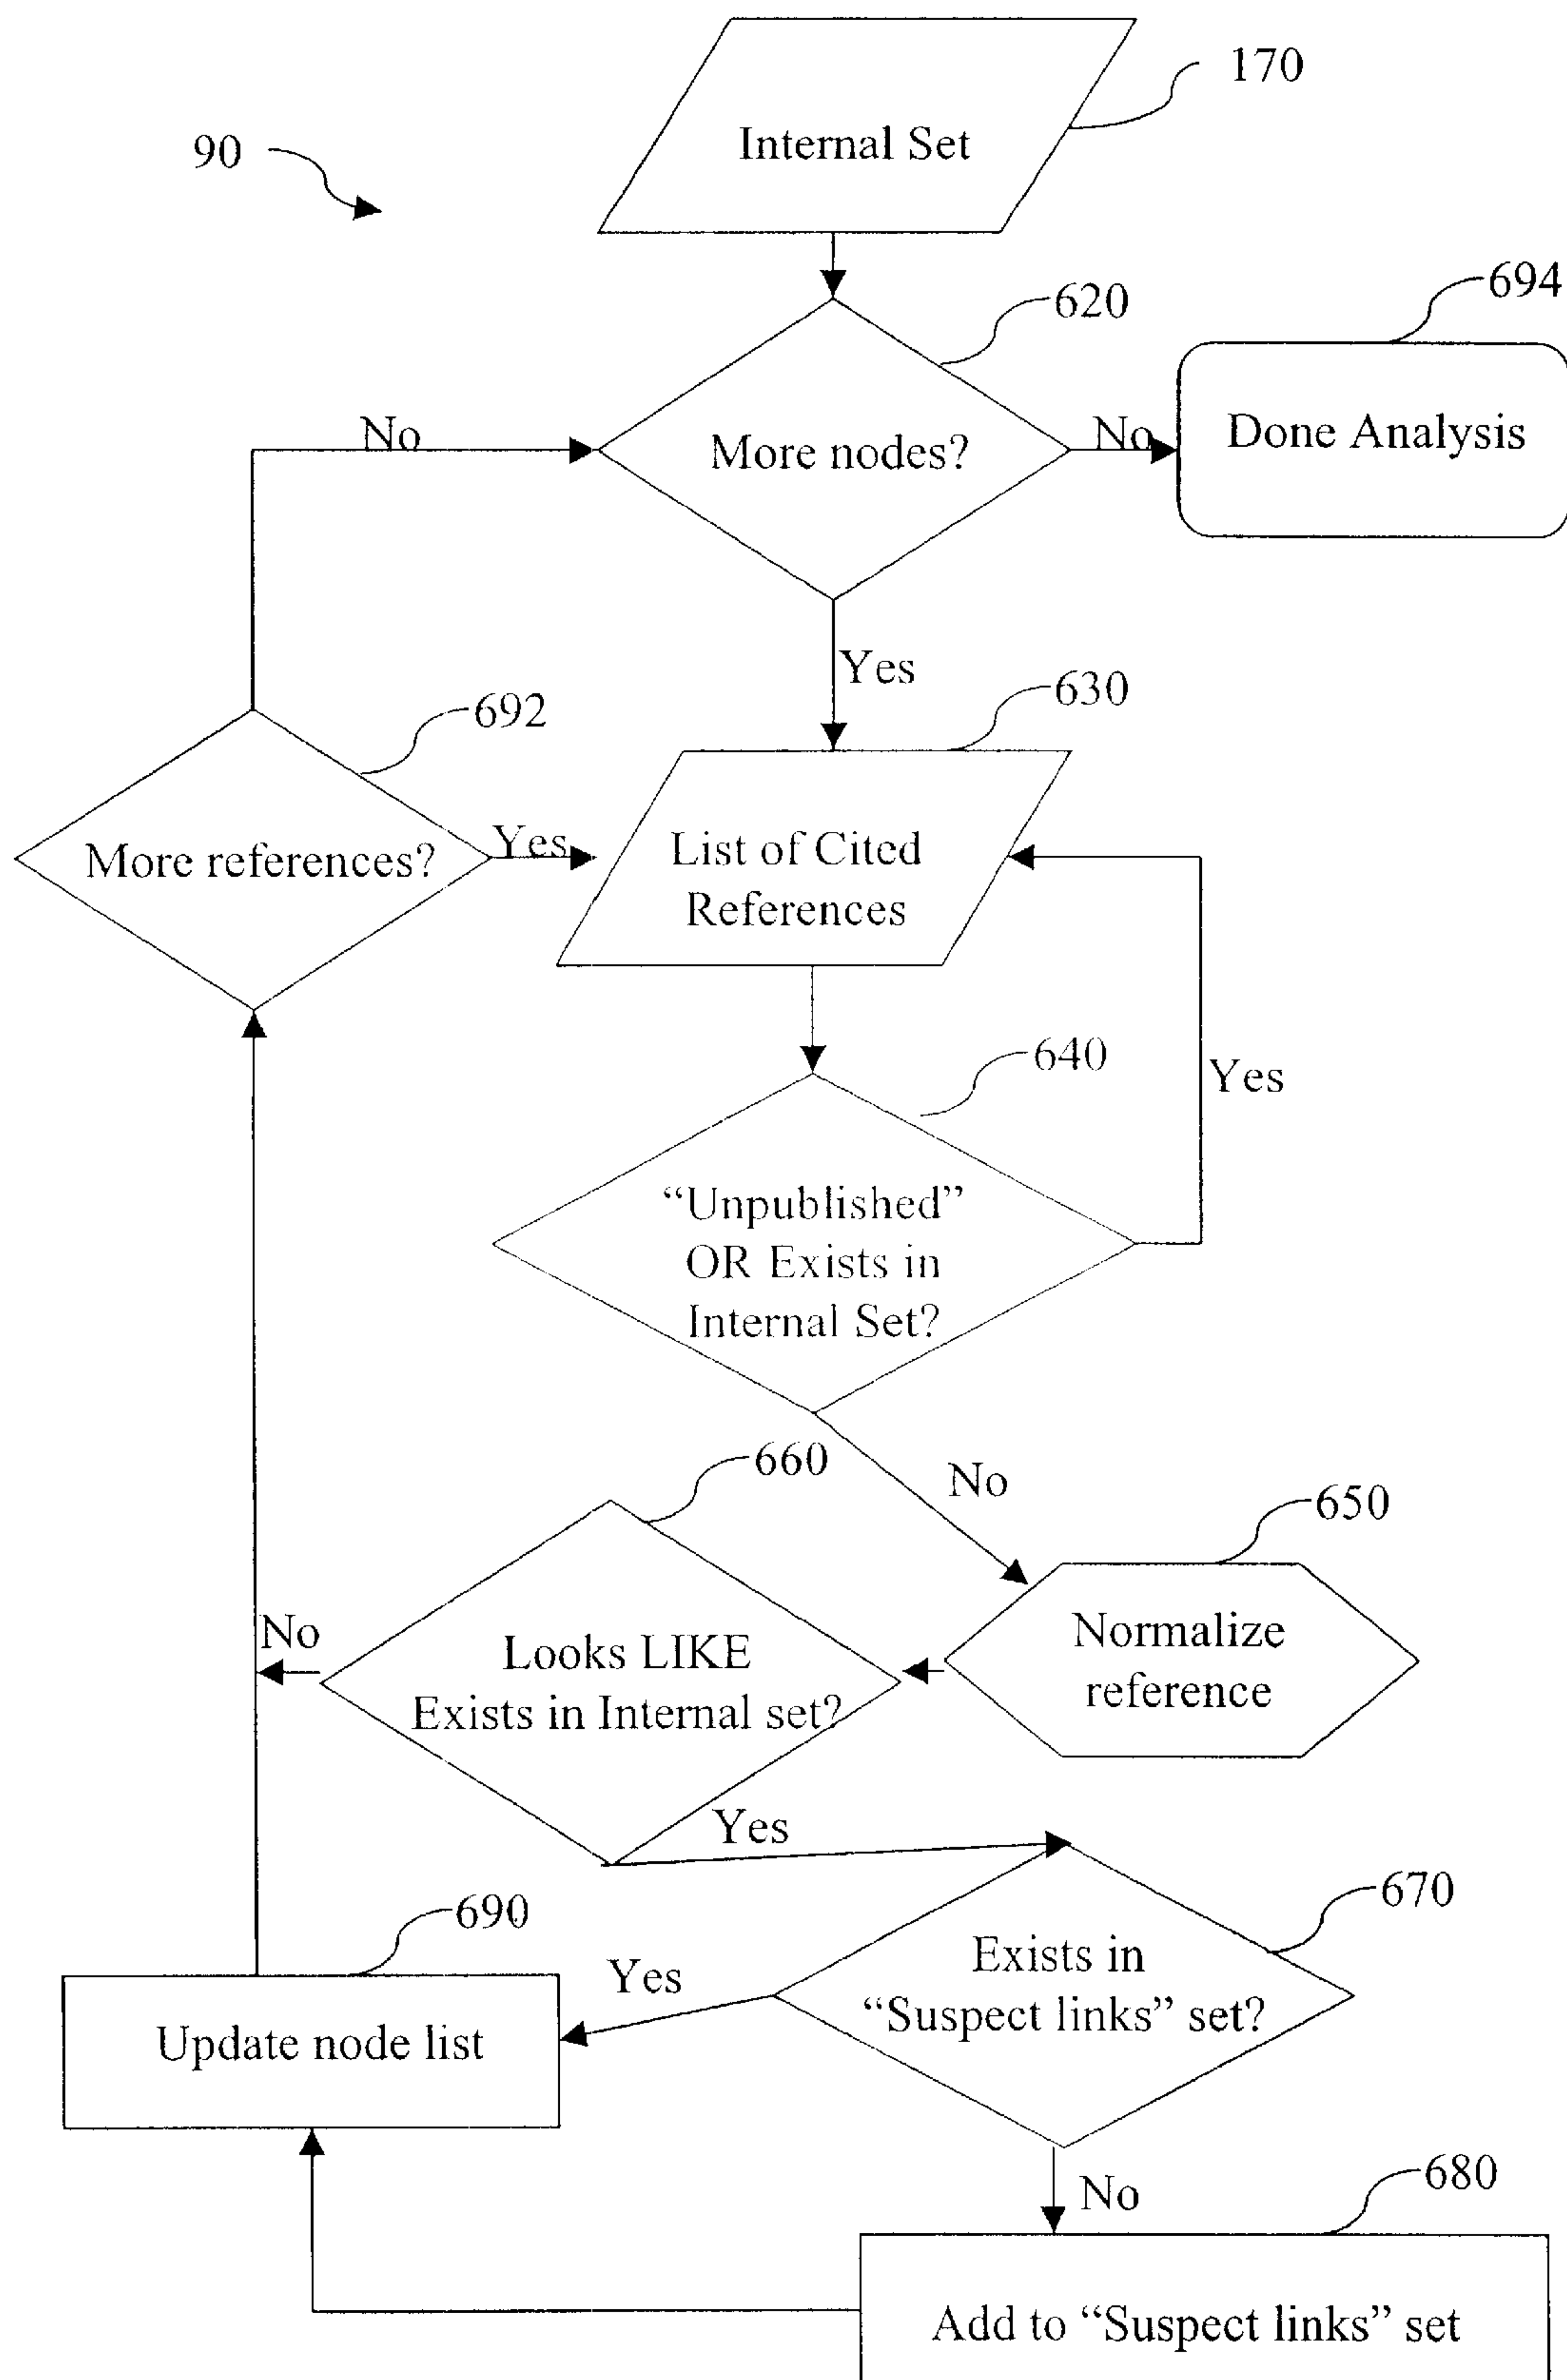 170
Internal Set
90
694
620
Done Analysis
No
No
More nodes?
Yes
630
692
Yes
List of Cited
References
More references?
640
Yes
“Unpublished”
OR Exists in
Internal Set?
660
No
650
No
Looks LIKE
Exists in Internal set?
Normalize
reference
Yes
670
690
Yes
Exists in
“Suspect links” set?
Update node list
No
680
Add to “Suspect links” set